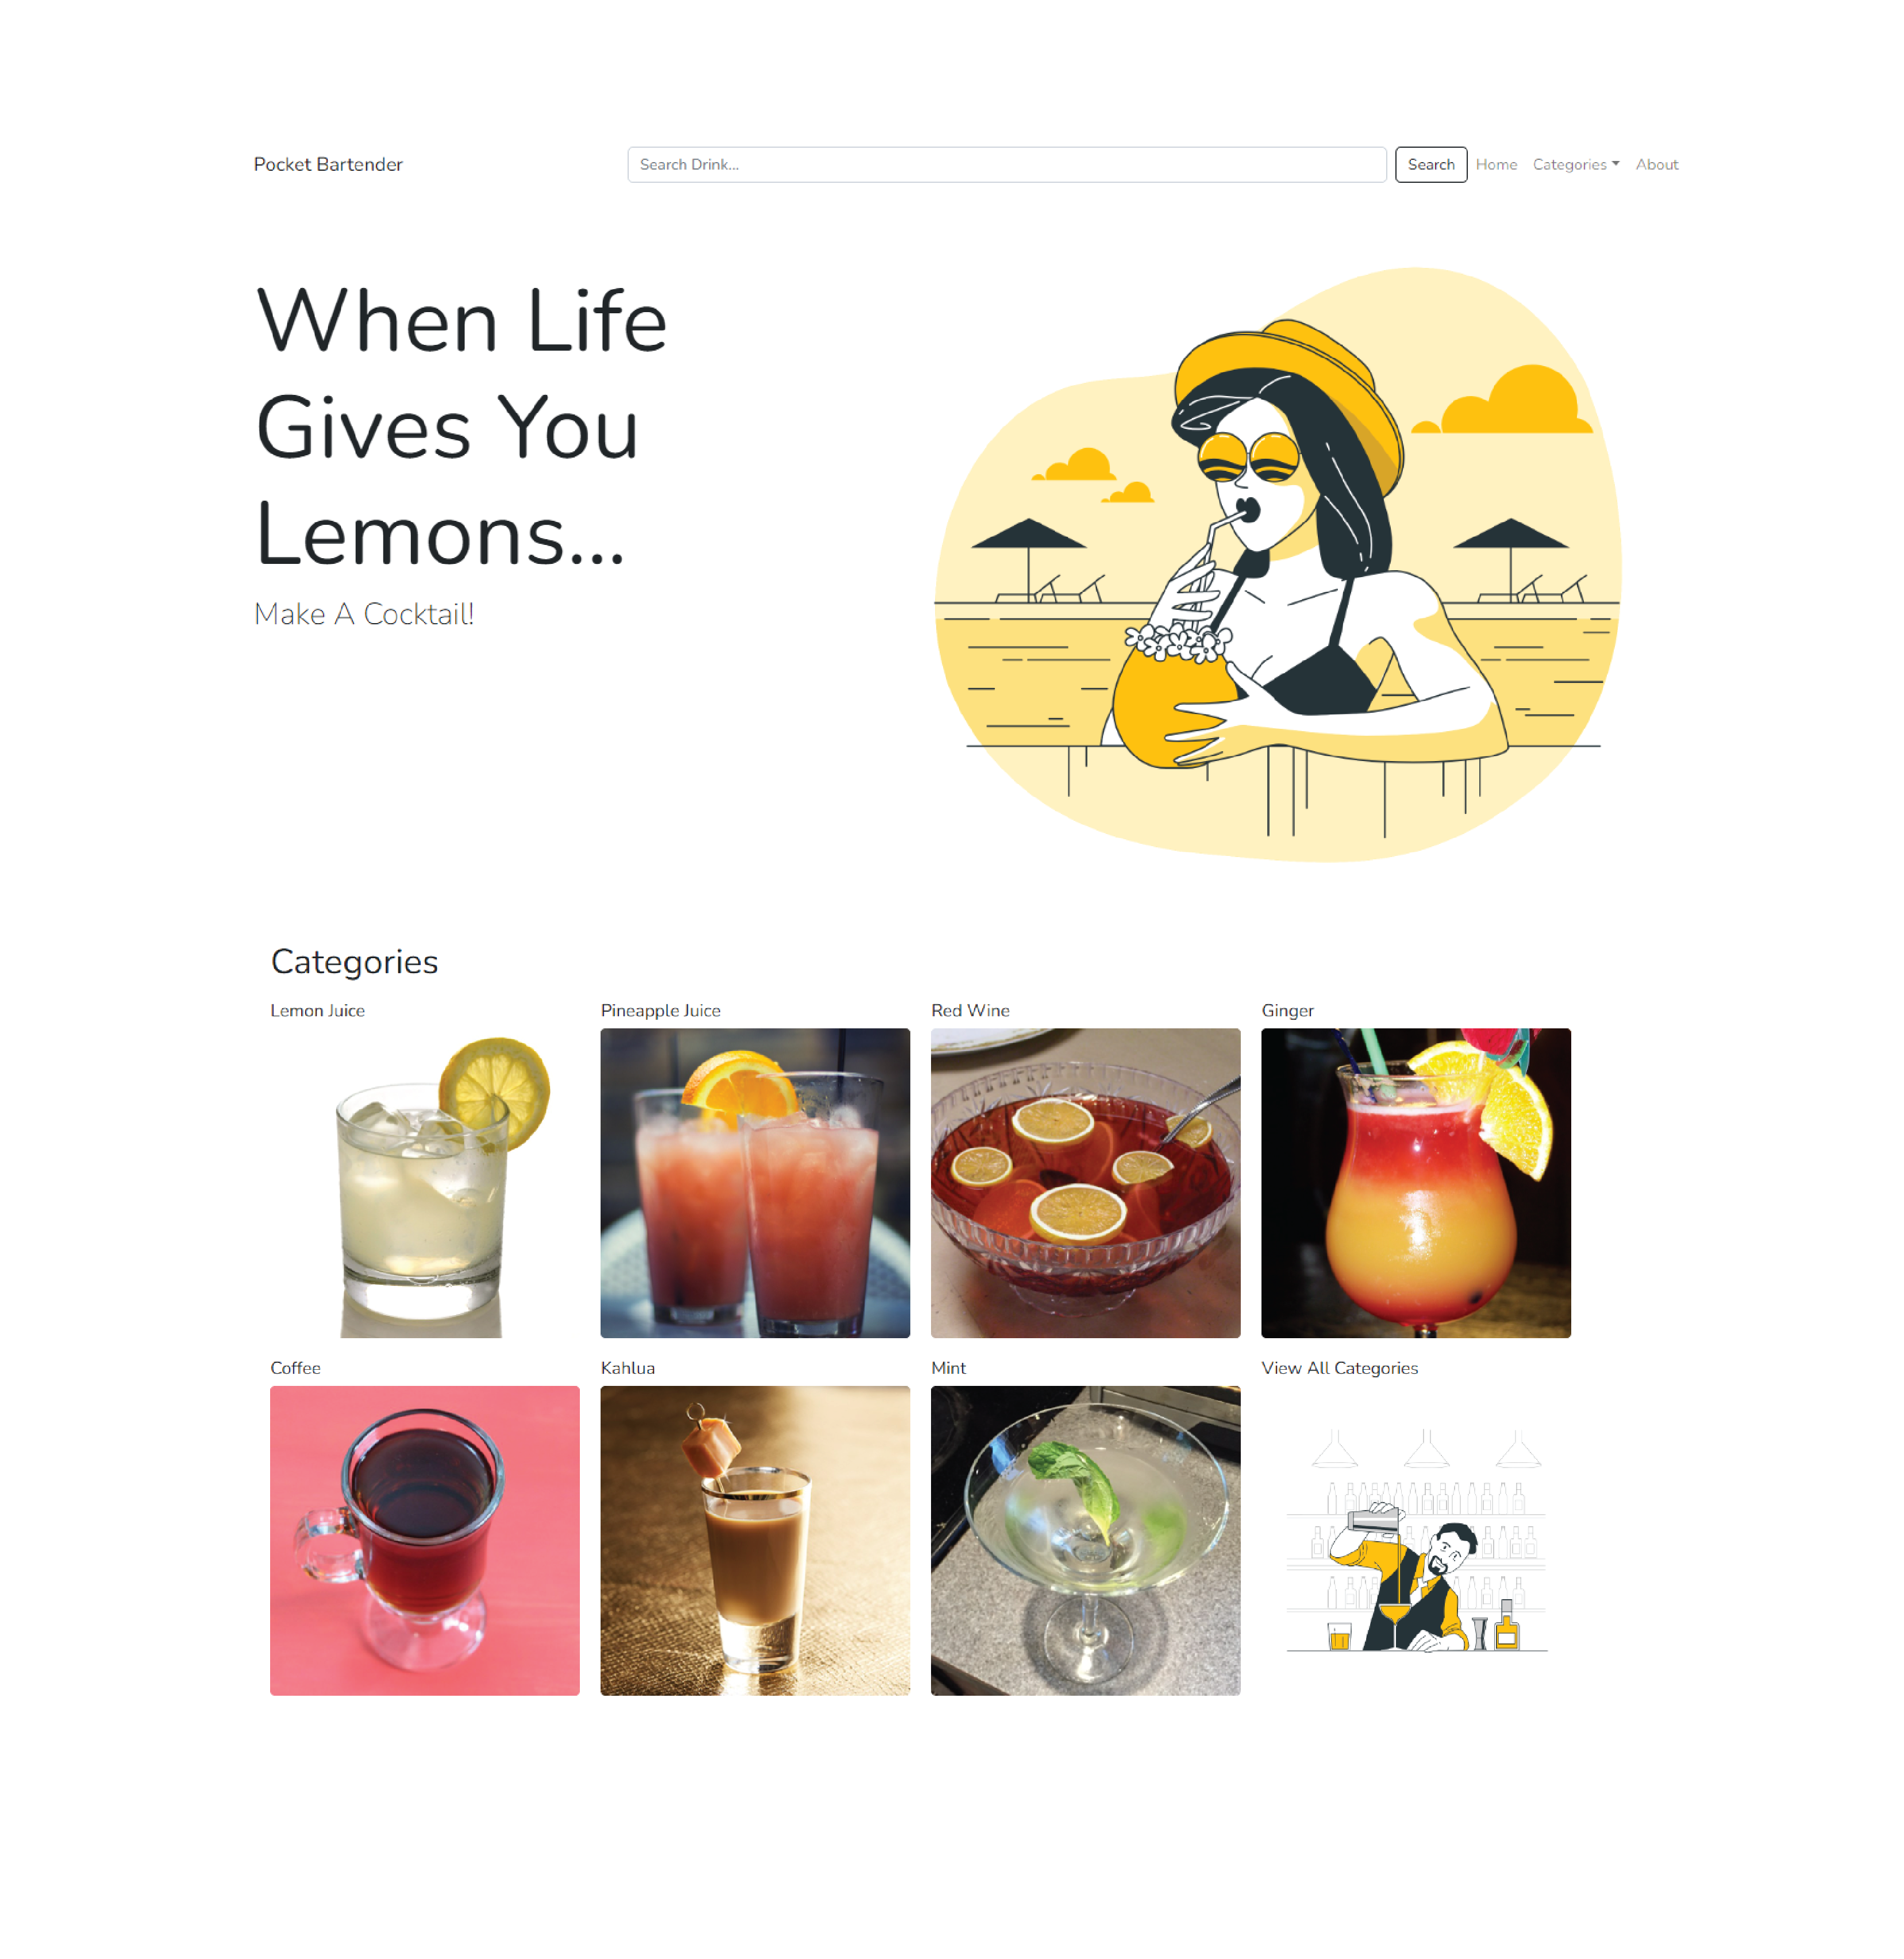 Pocket Bartender
Search Drink...
Search
Home
Categories
About
When Life
Gives You
Lemons...
Make A Cocktail!
Categories
Lemon Juice
Pineapple Juice
Red Wine
Ginger
Coffee
Kahlua
Mint
View All Categories